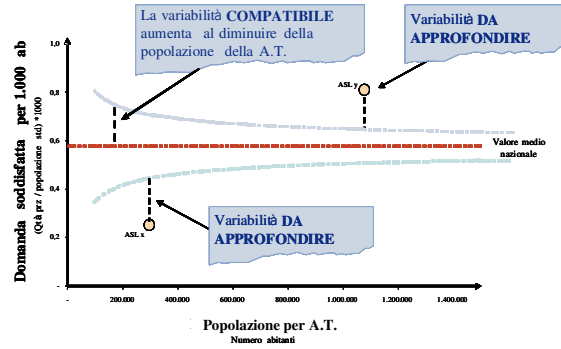 La variabilità COMPATIBILE
aumenta al diminuire della
popolazione della A.T.
Variabilità DA
APPROFONDIRE
Domanda soddisfatta per 1.000 ab
(Qtà prz / popolazione std) *1000
1,0
0,8
0,6
0,4
0,2
-
ASL y
Valore medio
nazionale
ASL x
Variabilità DA
APPROFONDIRE
- 200.000 400.000 600.000 800.000 1.000.000 1.200.000 1.400.000
Popolazione per A.T.
Numero abitanti